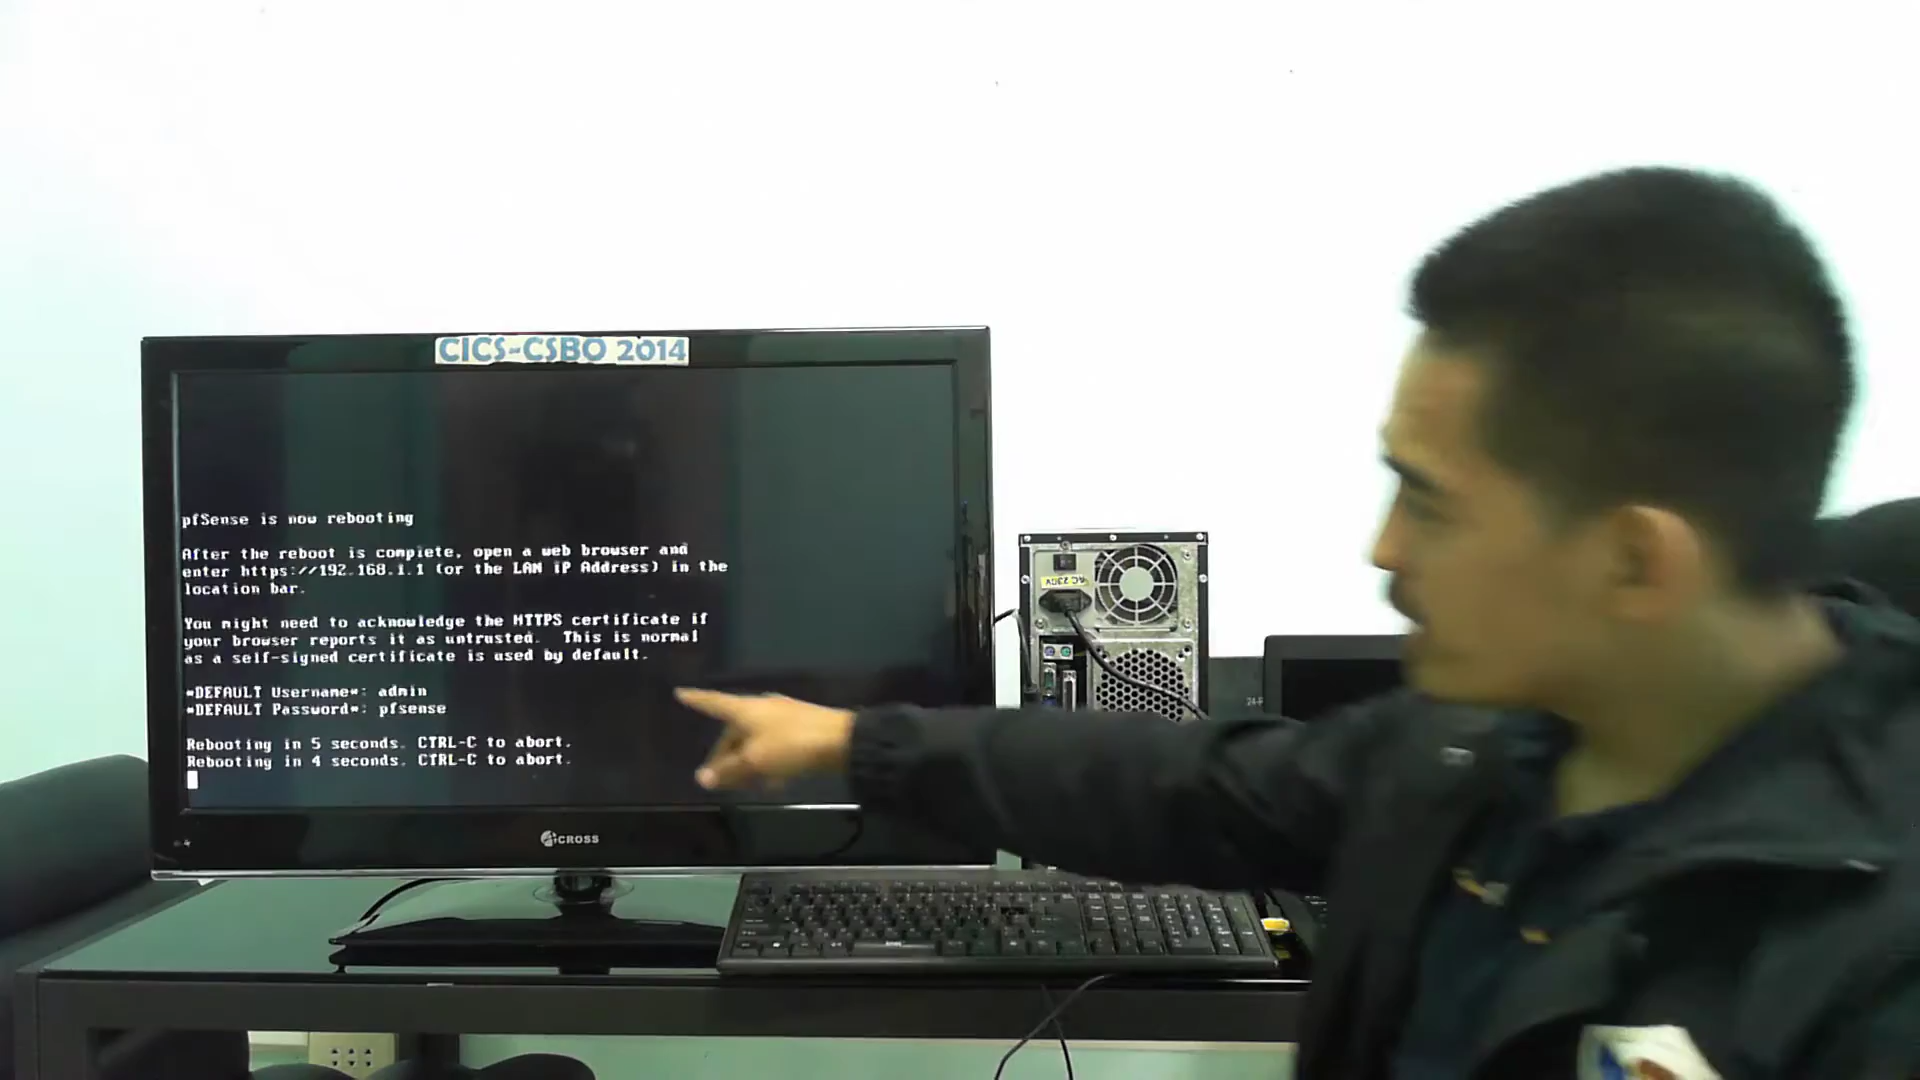 CICS-CSBO 2014
pfSense is now rebooting
After the reboot is complete, open a web browser and
enter https://192.168.1.1 (or the LAN IP Address) in the
location bar.
You might need to acknowledge the HTTPS certificate if
your browser reports it as untrusted.  This is normal
as a self-signed certificate is used by default.
*DEFAULT Username*: admin
*DEFAULT Password*: pfsense
Rebooting in 5 seconds. CTRL-C to abort.
Rebooting in 4 seconds. CTRL-C to abort.
CROSS
AC 230V